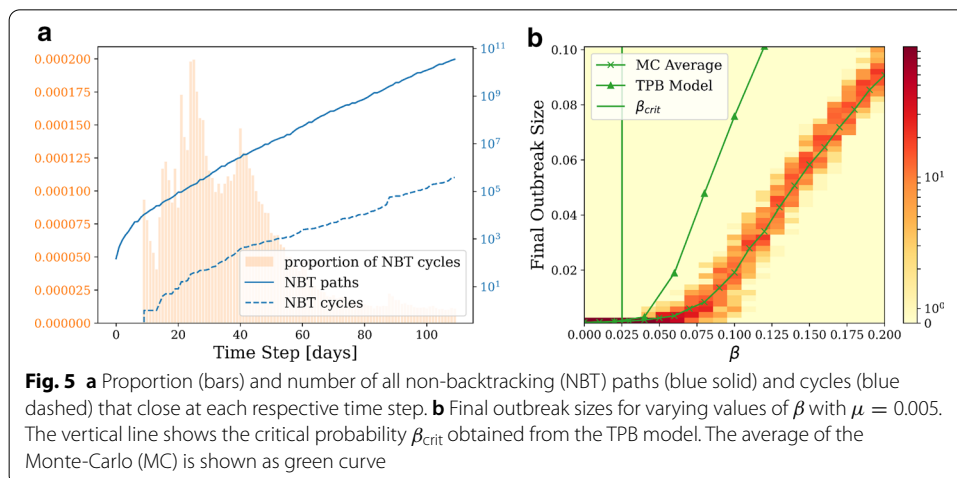 a
b
0.000200
0.000175
0.000150
0.000125
0.000100
0.000075
0.000050
0.000025
0.000000
10¹¹
10⁹
10⁷
10⁵
10³
10¹
proportion of NBT cycles
NBT paths
NBT cycles
0 20 40 60 80 100
Time Step [days]
Final Outbreak Size
0.10
0.08
0.06
0.04
0.02
MC Average
TPB Model
β_crit
0.000 0.025 0.050 0.075 0.100 0.125 0.150 0.175 0.200
β
10¹
10⁰
0
Fig. 5 a Proportion (bars) and number of all non-backtracking (NBT) paths (blue solid) and cycles (blue
dashed) that close at each respective time step. b Final outbreak sizes for varying values of β with μ = 0.005.
The vertical line shows the critical probability β_crit obtained from the TPB model. The average of the
Monte-Carlo (MC) is shown as green curve